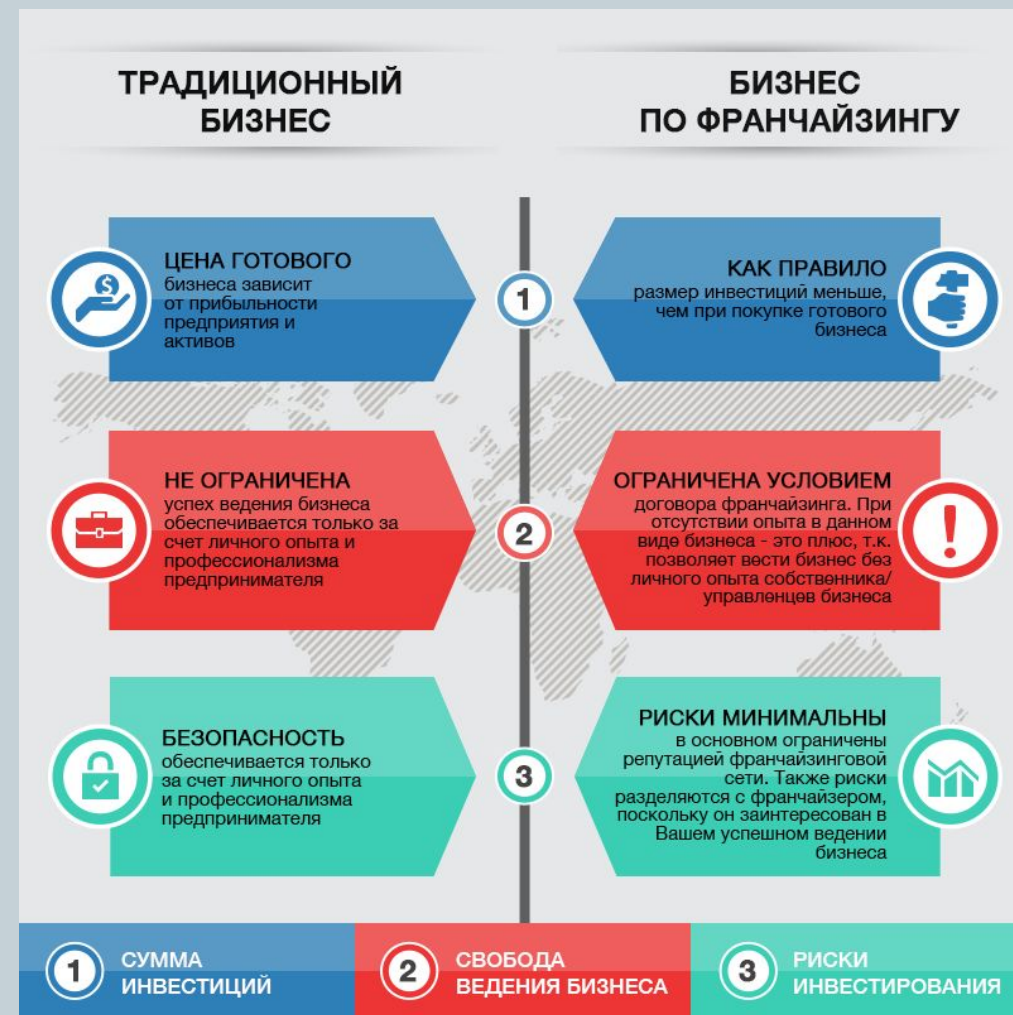 ТРАДИЦИОННЫЙ
БИЗНЕС
БИЗНЕС
ПО ФРАНЧАЙЗИНГУ
ЦЕНА ГОТОВОГО
бизнеса зависит
от прибыльности
предприятия и
активов
1
КАК ПРАВИЛО
размер инвестиций меньше,
чем при покупке готового
бизнеса
НЕ ОГРАНИЧЕНА
успех ведения бизнеса
обеспечивается только за
счет личного опыта и
профессионализма
предпринимателя
2
ОГРАНИЧЕНА УСЛОВИЕМ
договора франчайзинга. При
отсутствии опыта в данном
виде бизнеса - это плюс, т.к.
позволяет вести бизнес без
личного опыта собственника/
управленцев бизнеса
БЕЗОПАСНОСТЬ
обеспечивается только
за счет личного опыта
и профессионализма
предпринимателя
3
РИСКИ МИНИМАЛЬНЫ
в основном ограничены
репутацией франчайзинговой
сети. Также риски
разделяются с франчайзером,
поскольку он заинтересован в
Вашем успешном ведении
бизнеса
1 СУММА
ИНВЕСТИЦИЙ
2 СВОБОДА
ВЕДЕНИЯ БИЗНЕСА
3 РИСКИ
ИНВЕСТИРОВАНИЯ